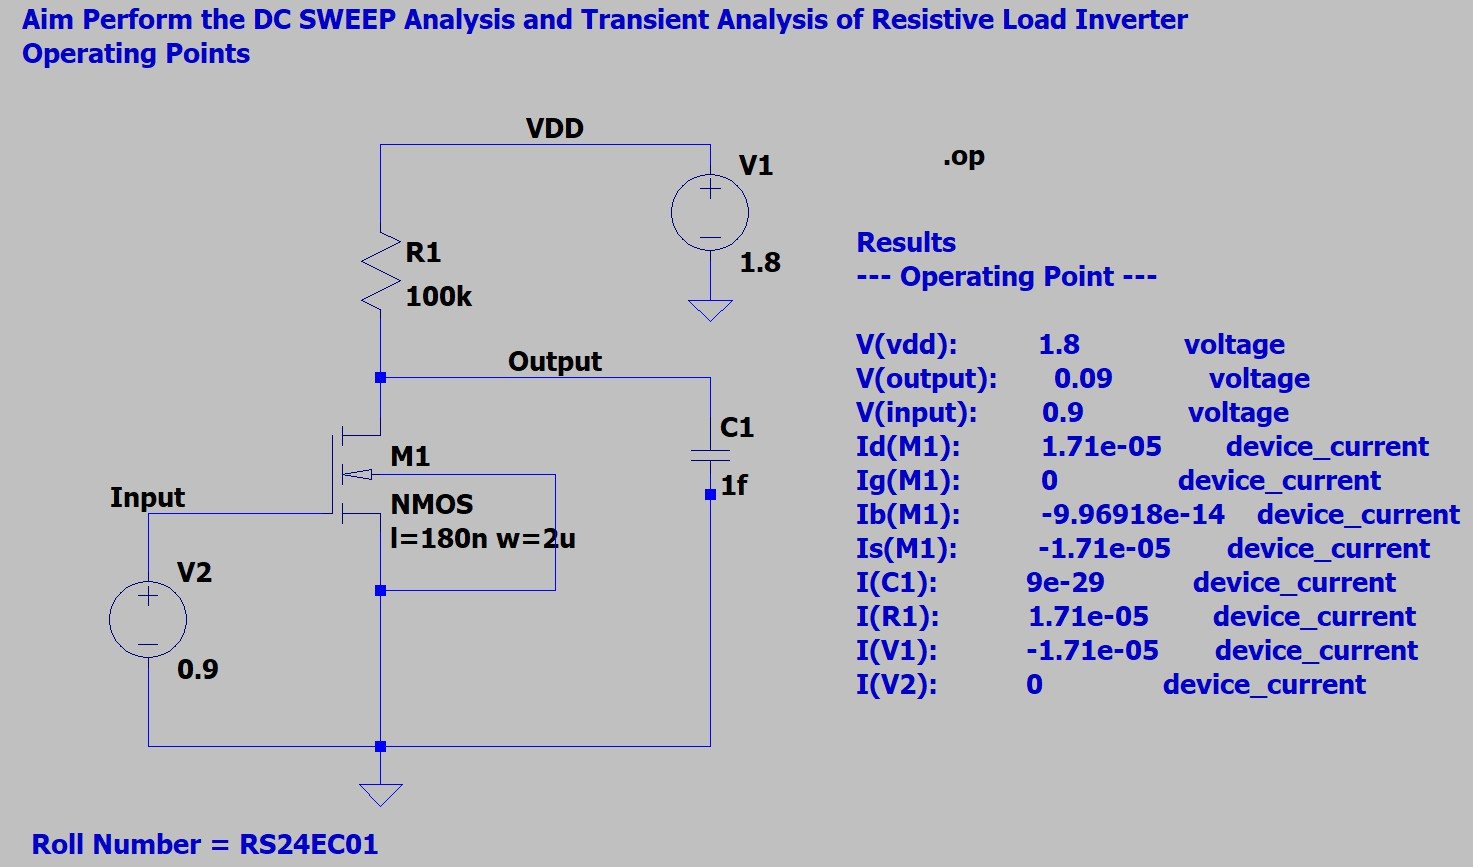 Aim Perform the DC SWEEP Analysis and Transient Analysis of Resistive Load Inverter
Operating Points
VDD
V1
1.8
.op
R1
100k
Output
C1
1f
M1
NMOS
l=180n w=2u
Input
V2
0.9
Results
--- Operating Point ---
V(vdd): 1.8 voltage
V(output): 0.09 voltage
V(input): 0.9 voltage
Id(M1): 1.71e-05 device_current
Ig(M1): 0 device_current
Ib(M1): -9.96918e-14 device_current
Is(M1): -1.71e-05 device_current
I(C1): 9e-29 device_current
I(R1): 1.71e-05 device_current
I(V1): -1.71e-05 device_current
I(V2): 0 device_current
Roll Number = RS24EC01